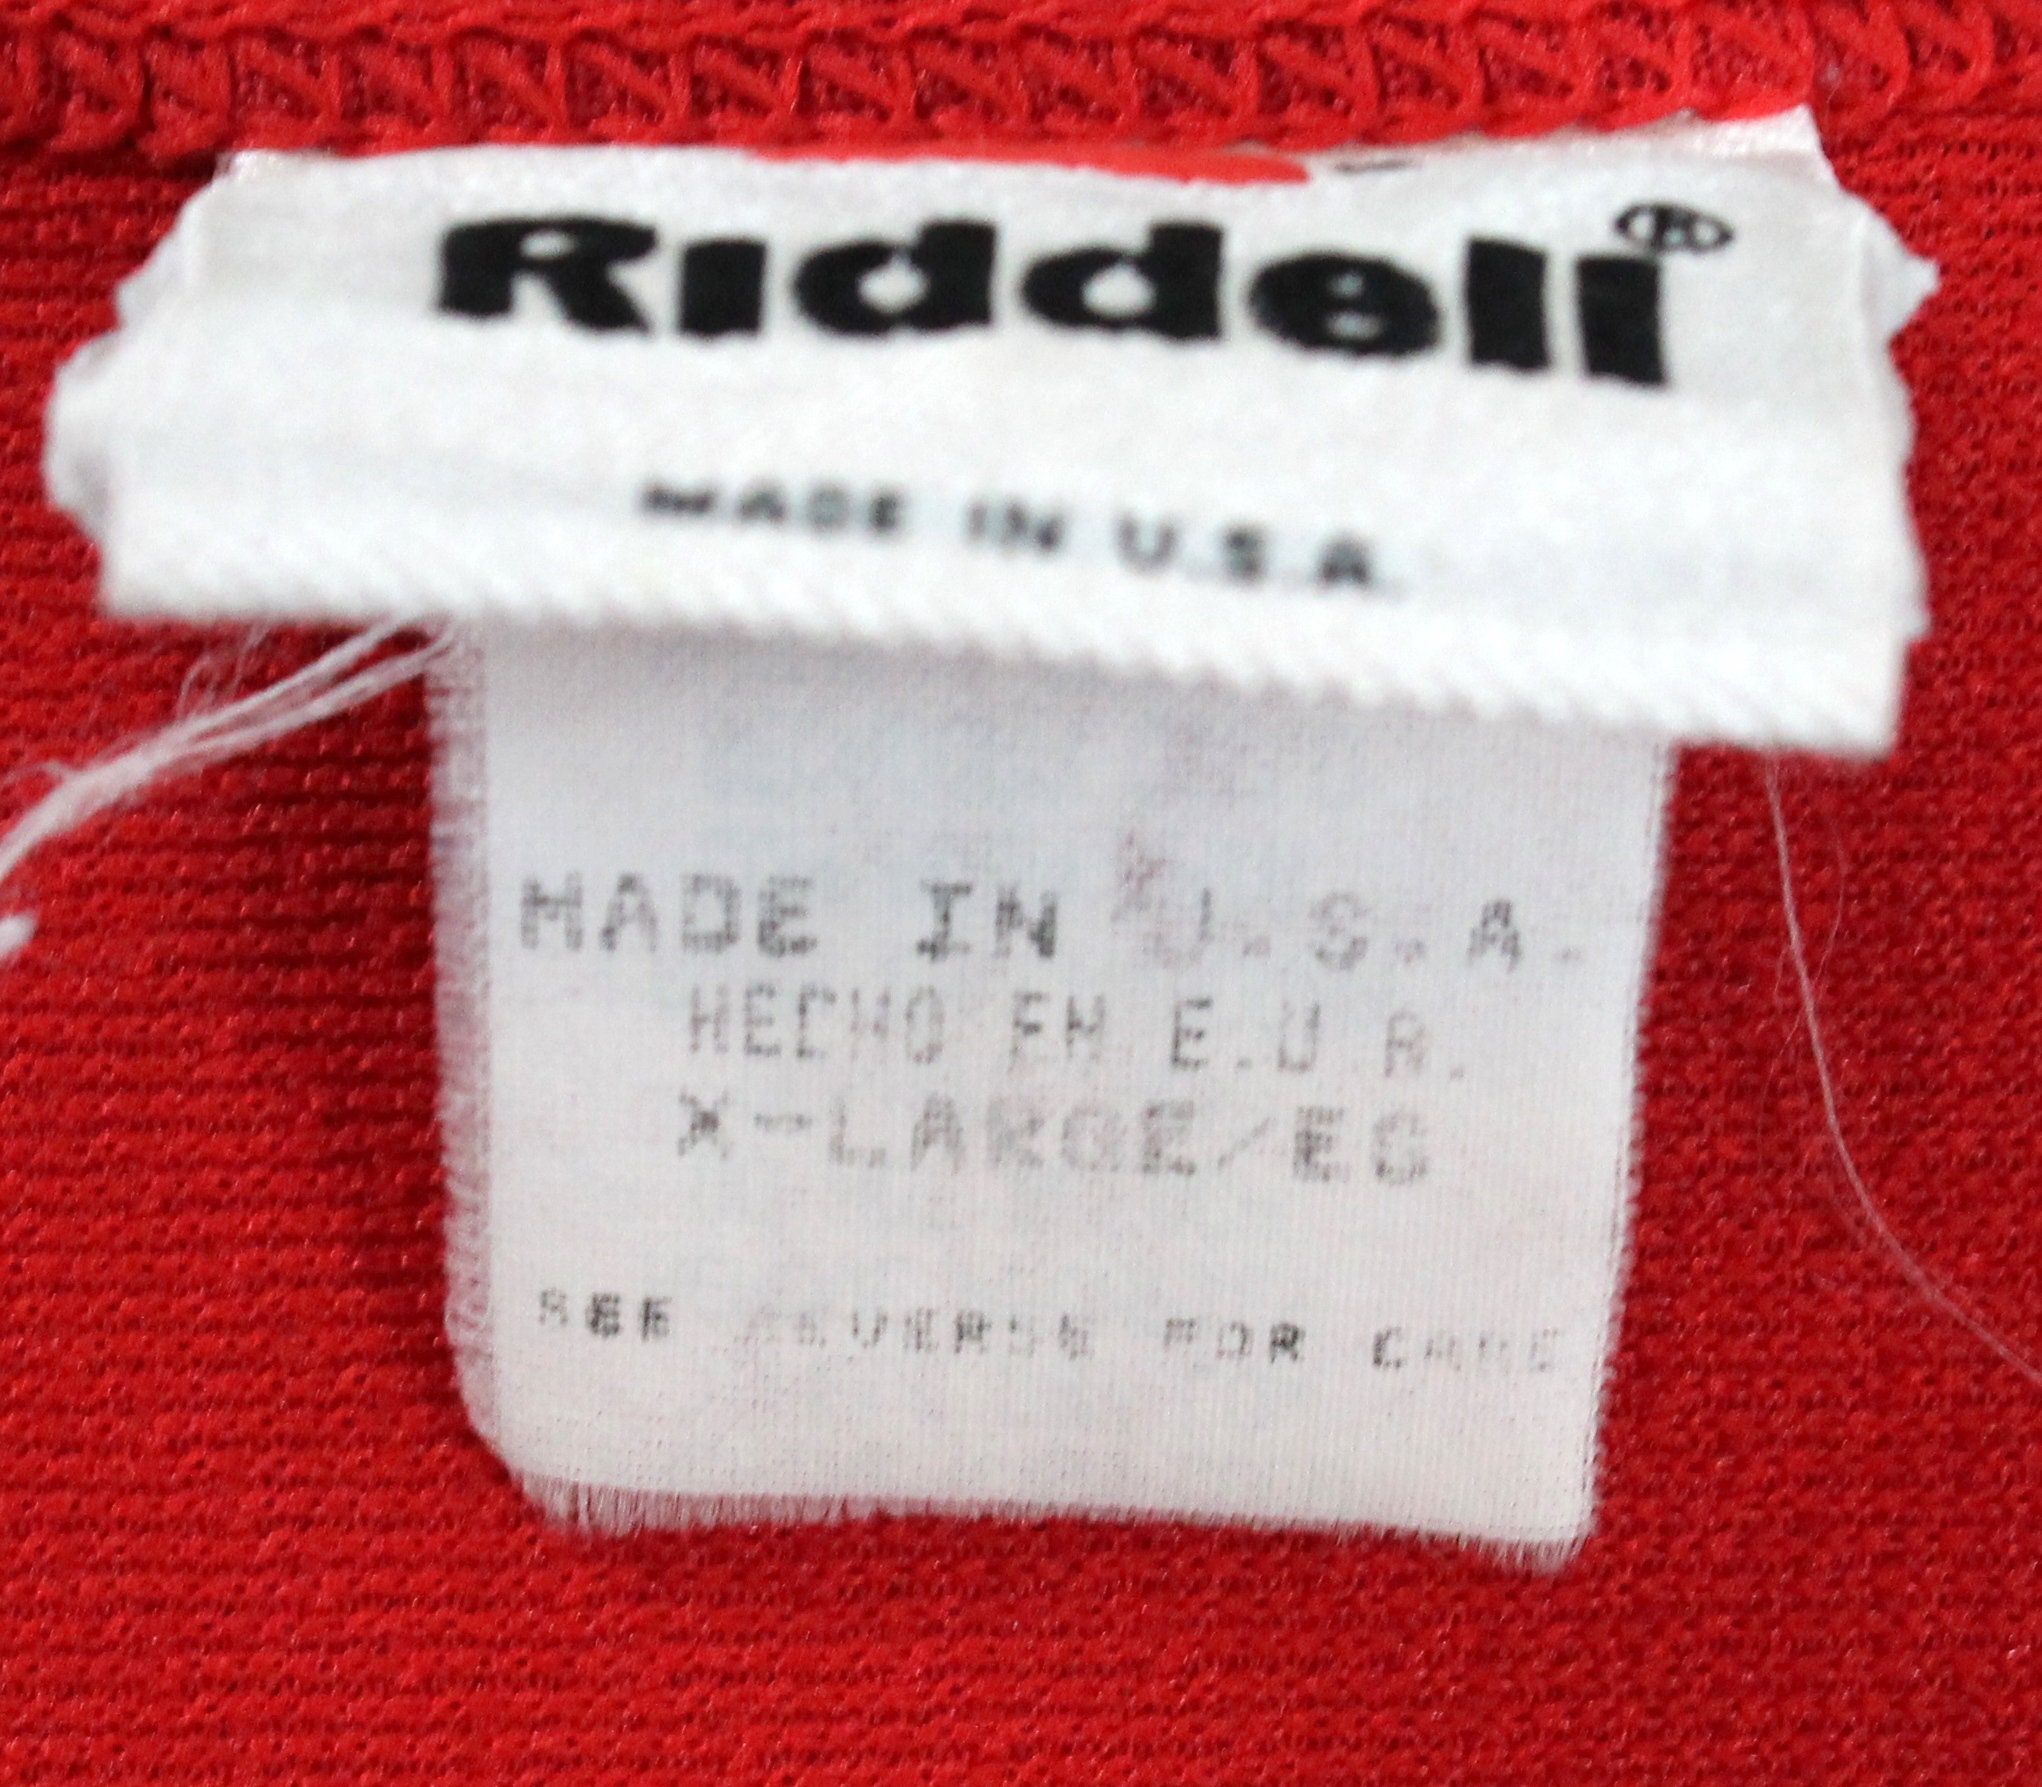 Riddell®
MADE IN U.S.A.
MADE IN U.S.A.
HECHO EN E.U.A.
X-LARGE/EG
SEE REVERSE FOR CARE